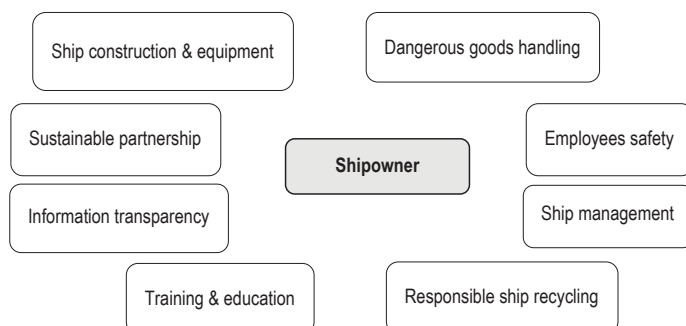 Ship construction & equipment
Dangerous goods handling
Sustainable partnership
Employees safety
Shipowner
Information transparency
Ship management
Training & education
Responsible ship recycling